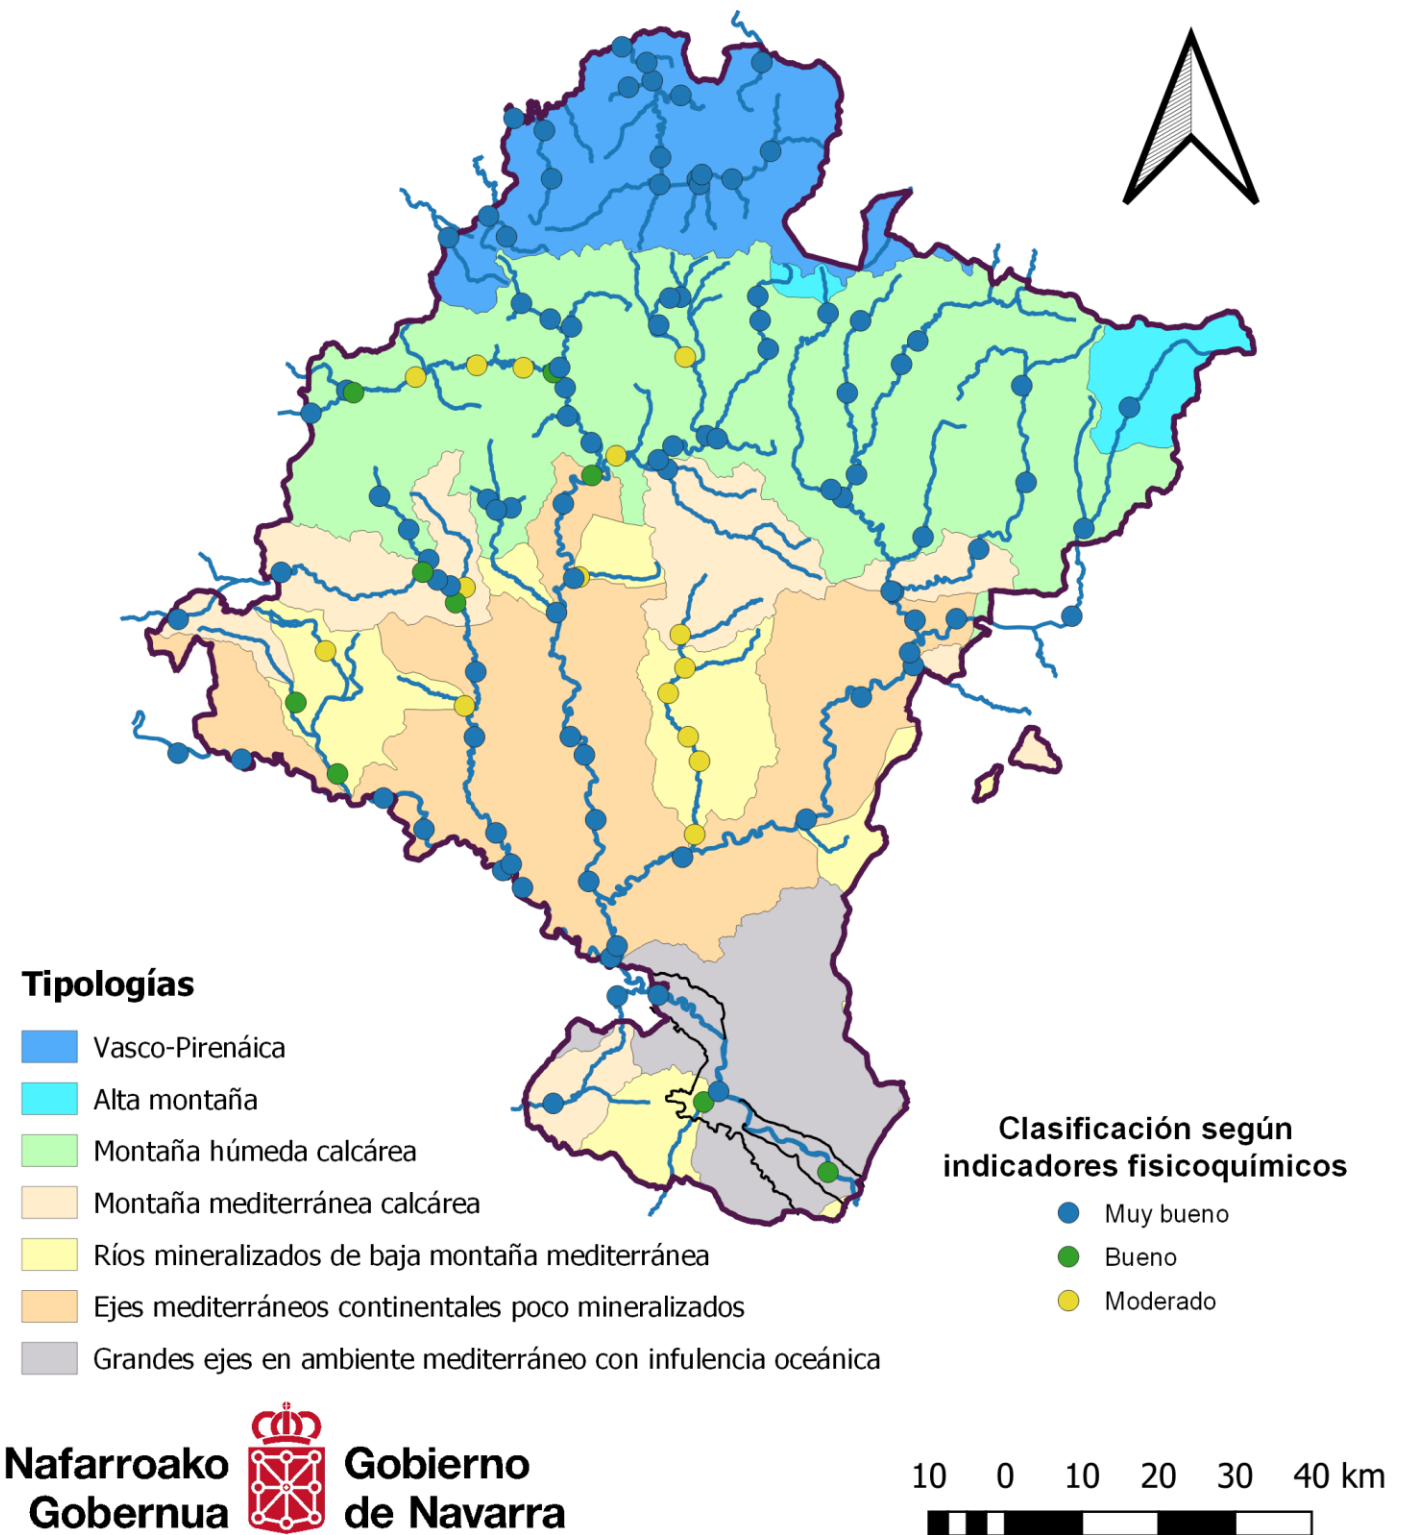 Tipologías
Vasco-Pirenáica
Alta montaña
Montaña húmeda calcárea
Montaña mediterránea calcárea
Ríos mineralizados de baja montaña mediterránea
Ejes mediterráneos continentales poco mineralizados
Grandes ejes en ambiente mediterráneo con infulencia oceánica
Clasificación según
indicadores fisicoquímicos
Muy bueno
Bueno
Moderado
Nafarroako
Gobernua
Gobierno
de Navarra
10 0 10 20 30 40 km